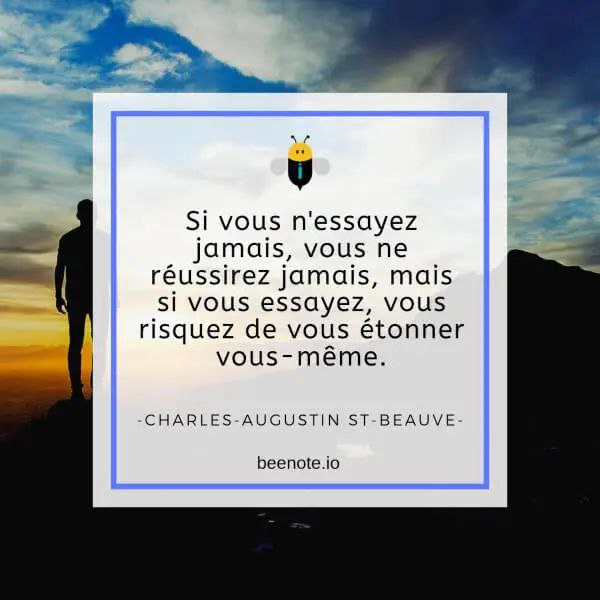 Si vous n'essayez
jamais, vous ne
réussirez jamais, mais
si vous essayez, vous
risquez de vous étonner
vous-même.
-CHARLES-AUGUSTIN ST-BEAUVE-
beenote.io